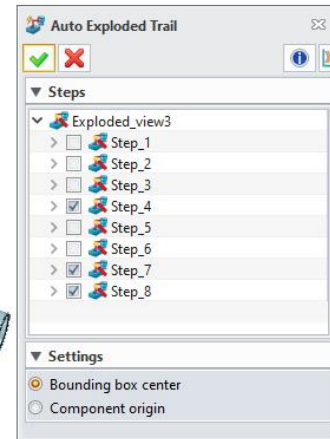 Auto Exploded Trail
Steps
Exploded_view3
Step_1
Step_2
Step_3
Step_4
Step_5
Step_6
Step_7
Step_8
Settings
Bounding box center
Component origin